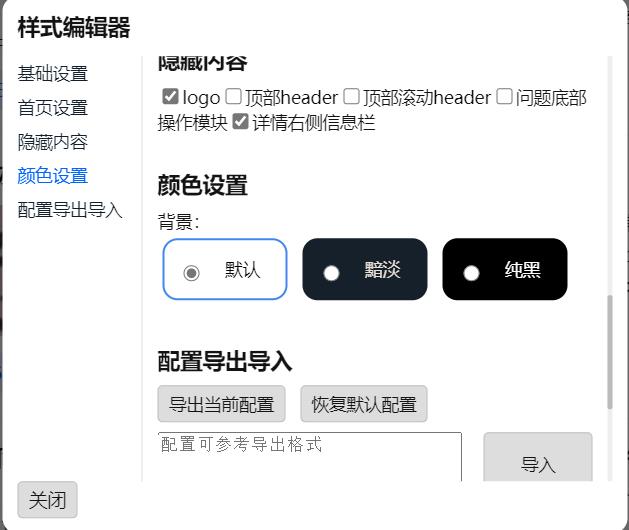 样式编辑器
基础设置
首页设置
隐藏内容
颜色设置
配置导出导入
隐藏内容
logo 顶部header 顶部滚动header 问题底部
操作模块 详情右侧信息栏
颜色设置
背景：
默认 黯淡 纯黑
配置导出导入
导出当前配置 恢复默认配置
配置可参考导出格式
导入
关闭